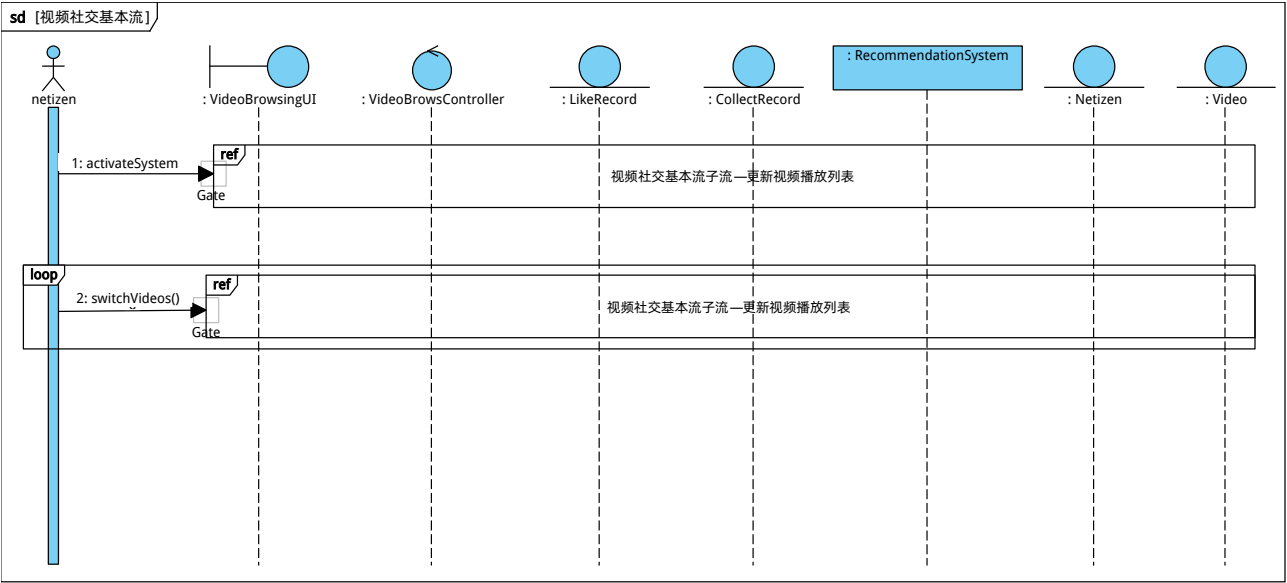 sd [视频社交基本流]
netizen
: VideoBrowsingUI
: VideoBrowsController
: LikeRecord
: CollectRecord
: RecommendationSystem
: Netizen
: Video
ref
1: activateSystem
视频社交基本流子流—更新视频播放列表
Gate
loop
ref
2: switchVideos()
视频社交基本流子流—更新视频播放列表
Gate